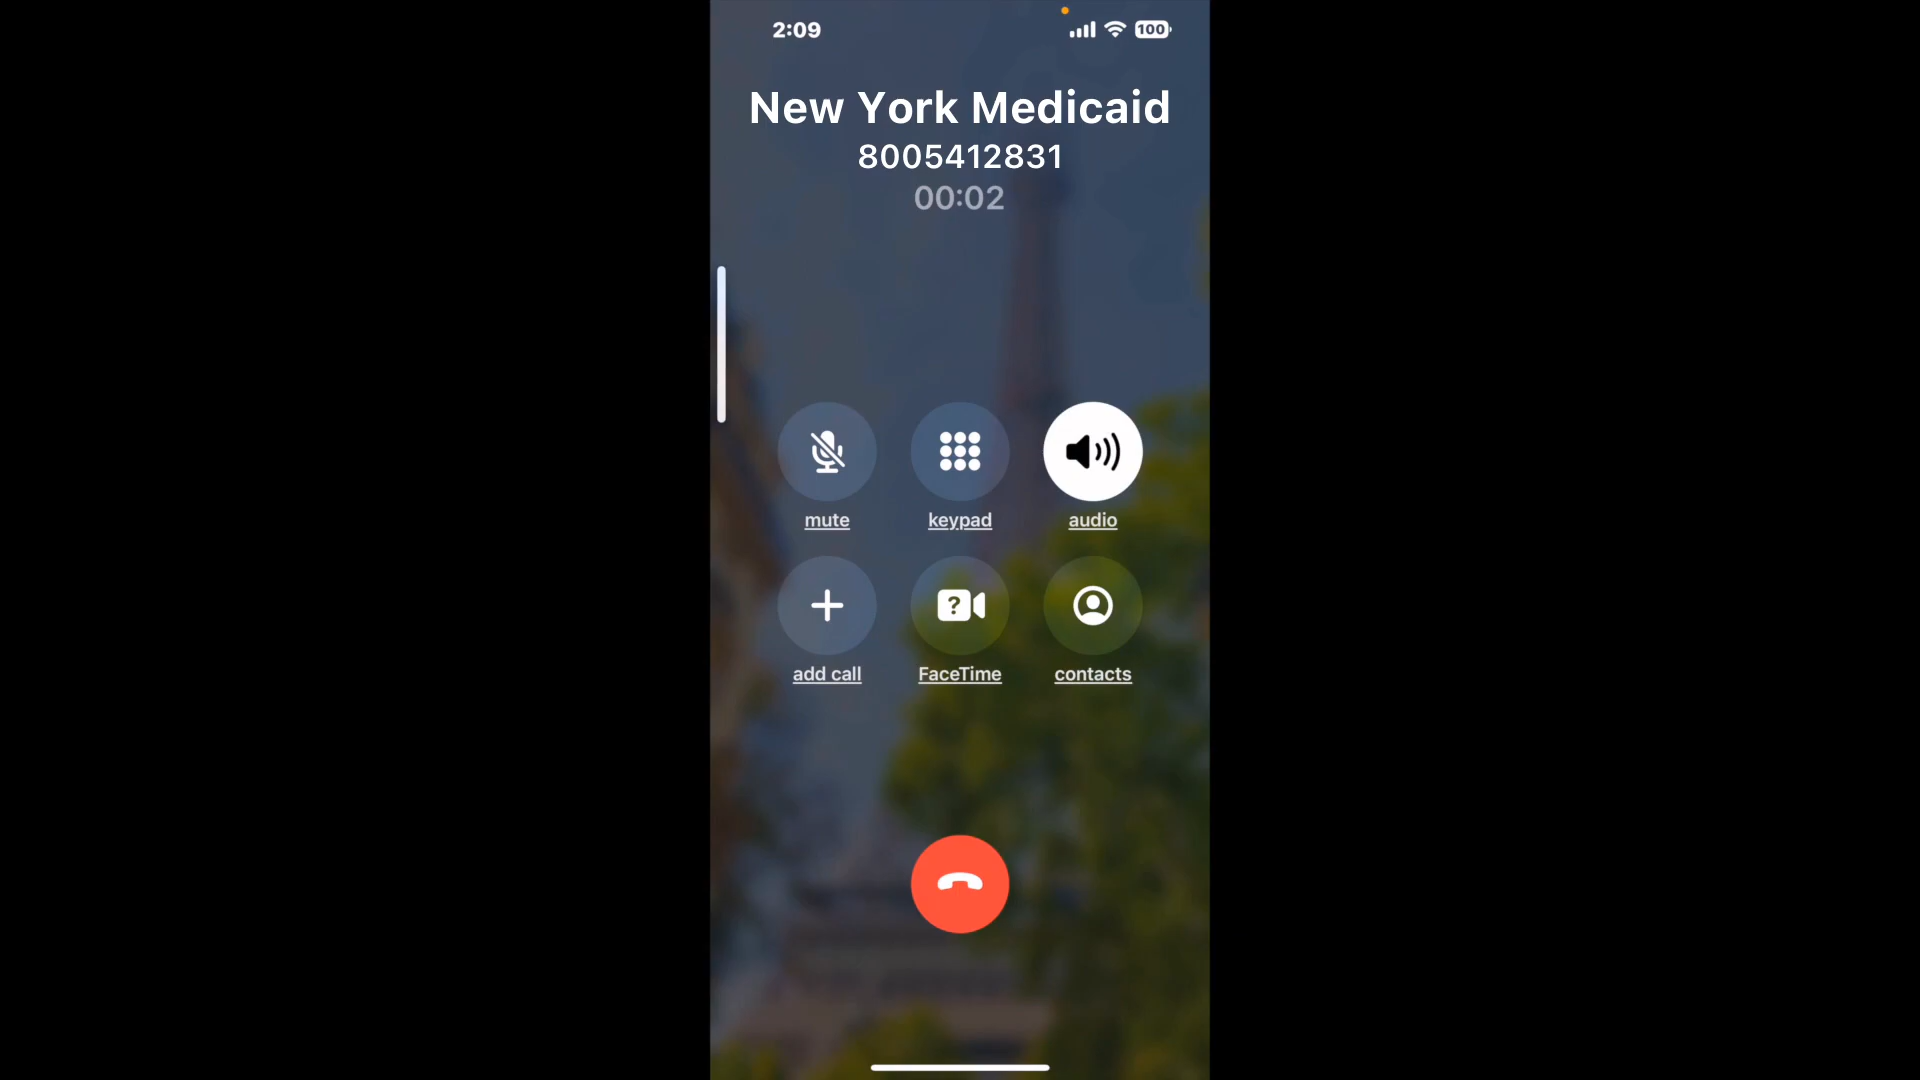 2:09
100
New York Medicaid
8005412831
00:02
mute
keypad
audio
?
add call
FaceTime
contacts